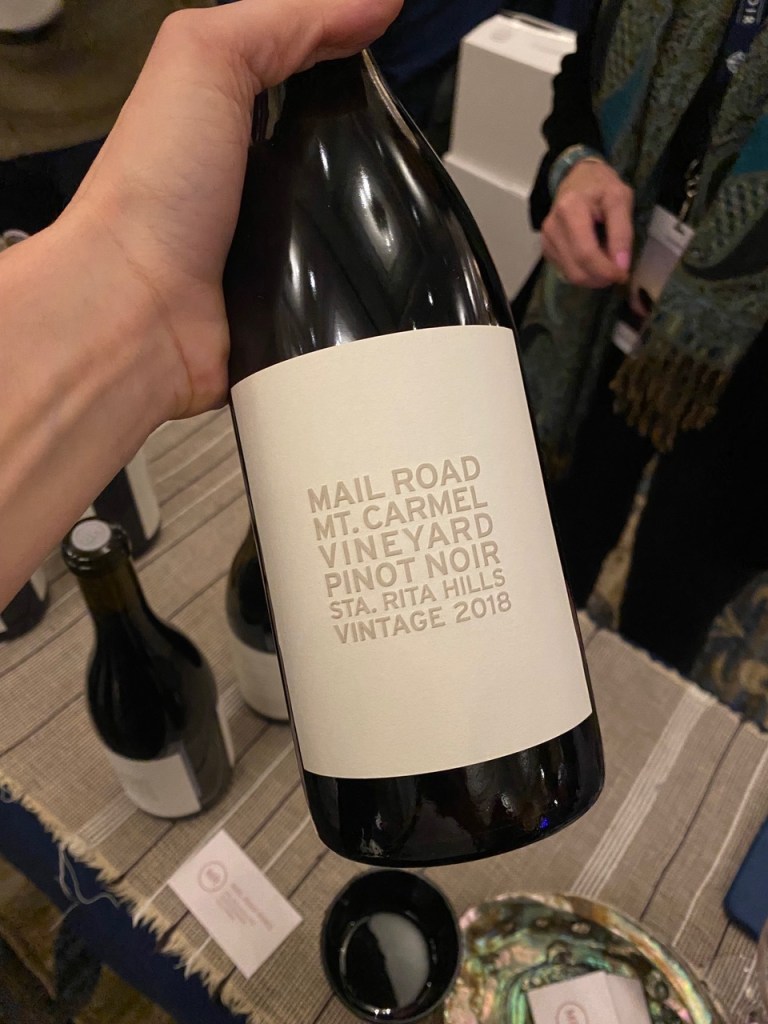 MAIL ROAD
MT. CARMEL
VINEYARD
PINOT NOIR
STA. RITA HILLS
VINTAGE 2018